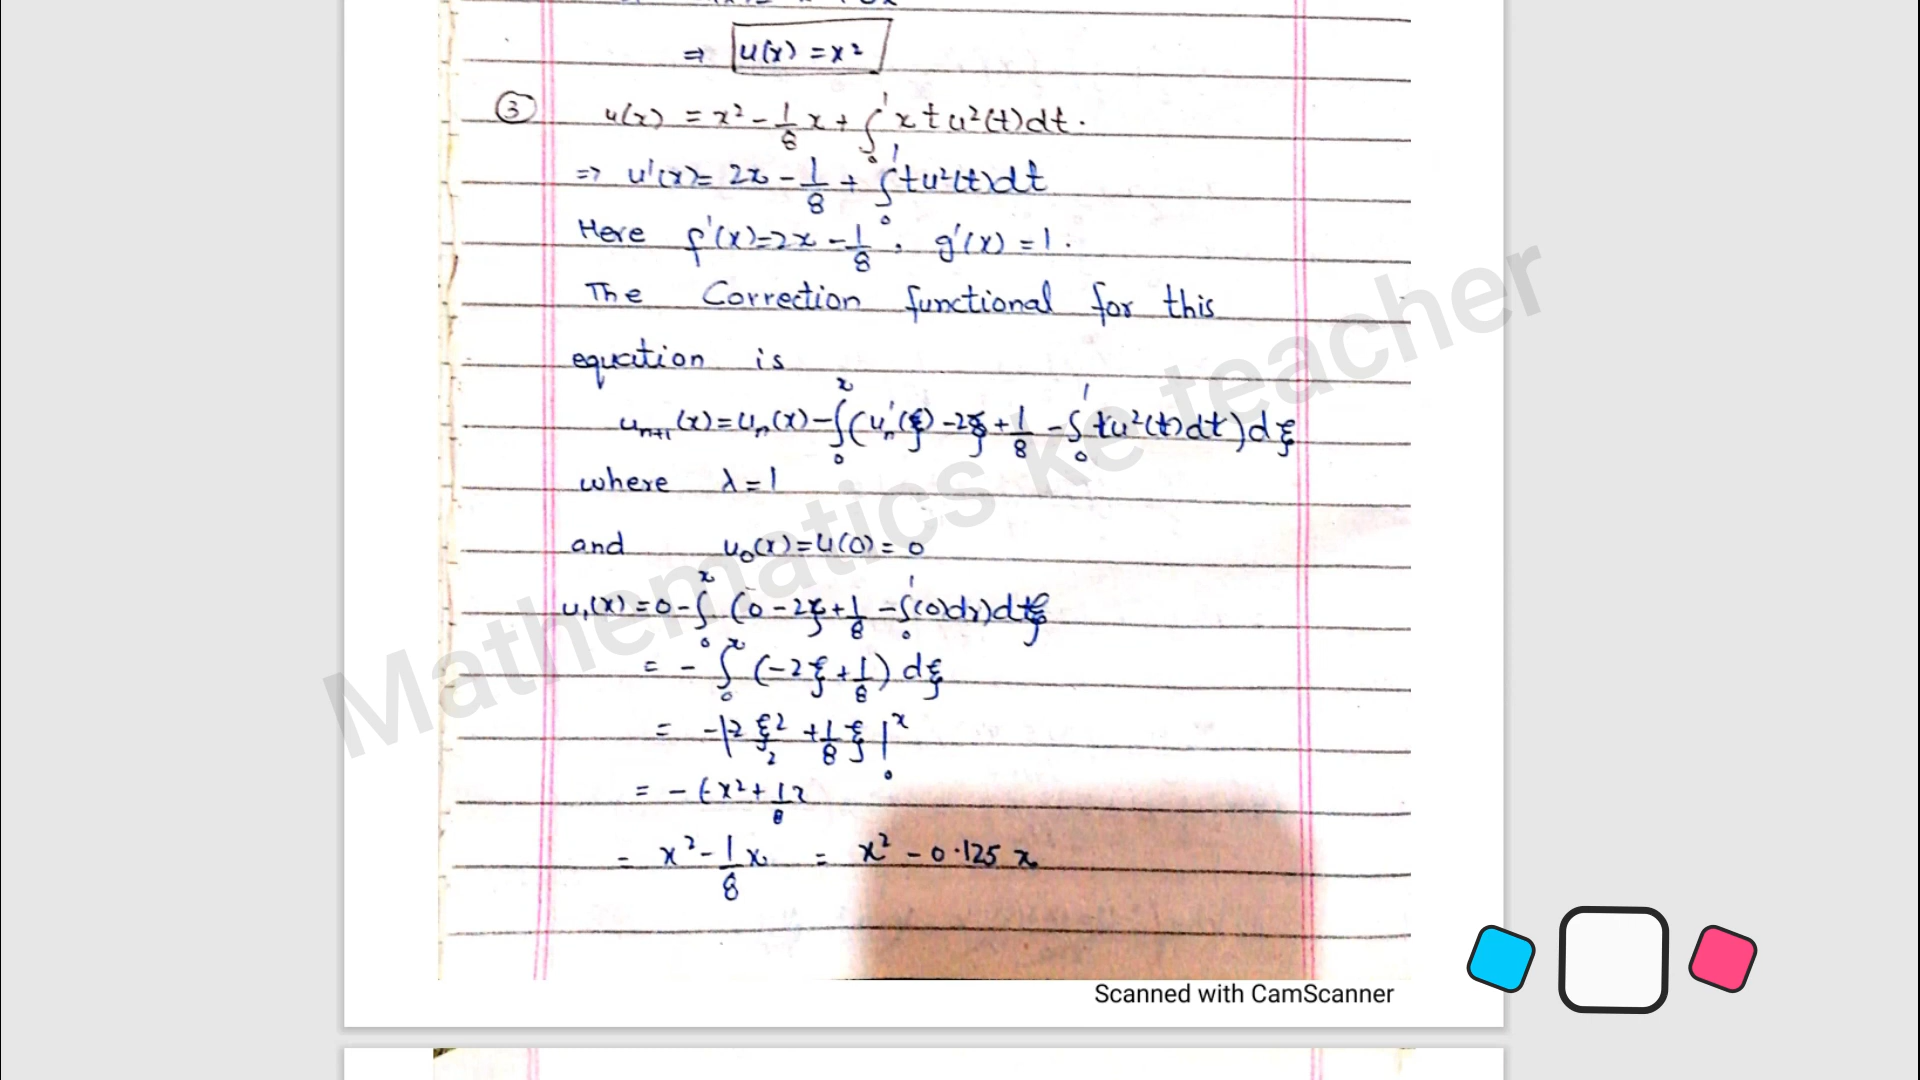 ⇒ u(x) = x²
③ u(x) = x² - 1/8 x + ∫₀¹ x t u²(t) dt.
⇒ u'(x) = 2x - 1/8 + ∫₀¹ t u²(t) dt
Here f'(x) = 2x - 1/8, g'(x) = 1.
The Correction functional for this
equation is
uₙ₊₁(x) = uₙ(x) - ∫₀ˣ (uₙ'(ξ) - 2ξ + 1/8 - ∫₀¹ t u²(t) dt) dξ
where λ = 1
and u₀(x) = u(0) = 0
u₁(x) = 0 - ∫₀ˣ (0 - 2ξ + 1/8 - ∫₀¹ (0) dr) dξ
= - ∫₀ˣ (-2ξ + 1/8) dξ
= -|-2 ξ²/2 + 1/8 ξ|₀ˣ
= - (-x² + 1/8 x
= x² - 1/8 x = x² - 0.125 x
Mathematics ke teacher
Scanned with CamScanner